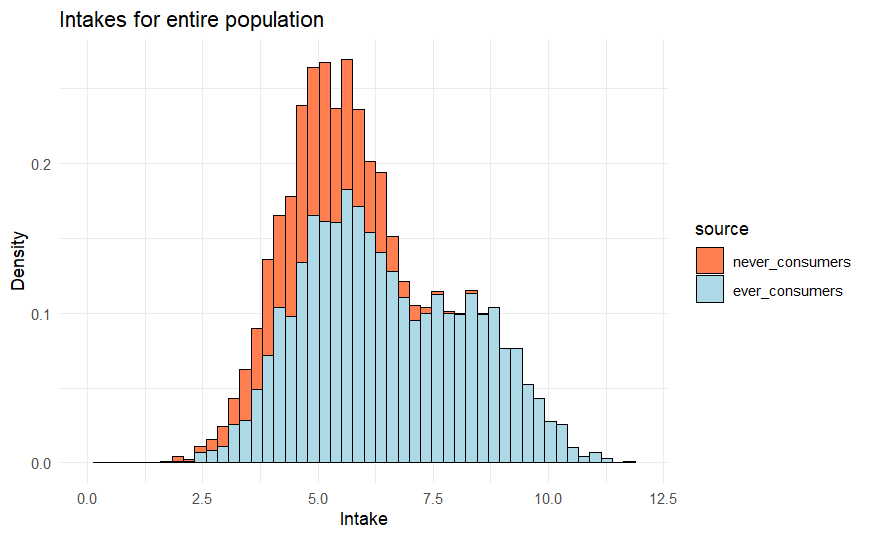 Intakes for entire population
Density
0.2
0.1
0.0
0.0 2.5 5.0 7.5 10.0 12.5
Intake
source
never_consumers
ever_consumers